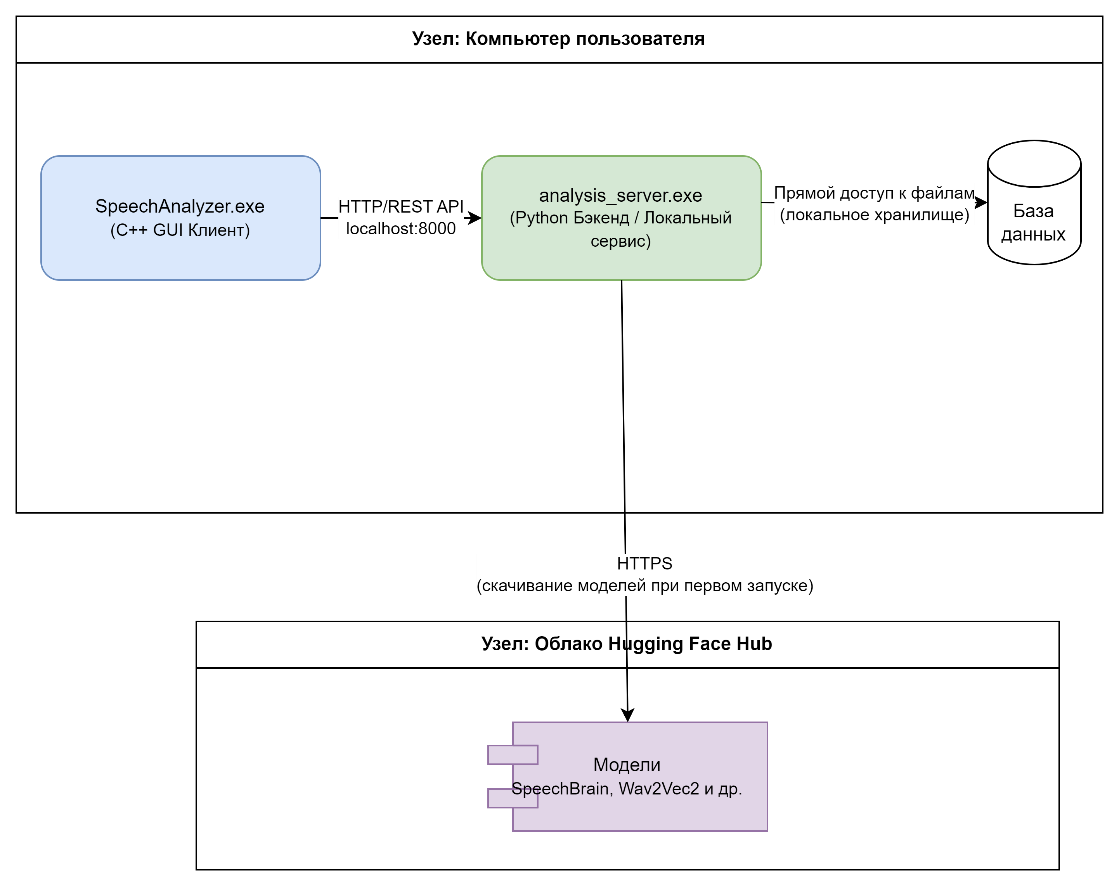 Узел: Компьютер пользователя
SpeechAnalyzer.exe
(C++ GUI Клиент)
HTTP/REST API
localhost:8000
analysis_server.exe
(Python Бэкенд / Локальный
сервис)
Прямой доступ к файлам
(локальное хранилище)
База
данных
HTTPS
(скачивание моделей при первом запуске)
Узел: Облако Hugging Face Hub
Модели
SpeechBrain, Wav2Vec2 и др.